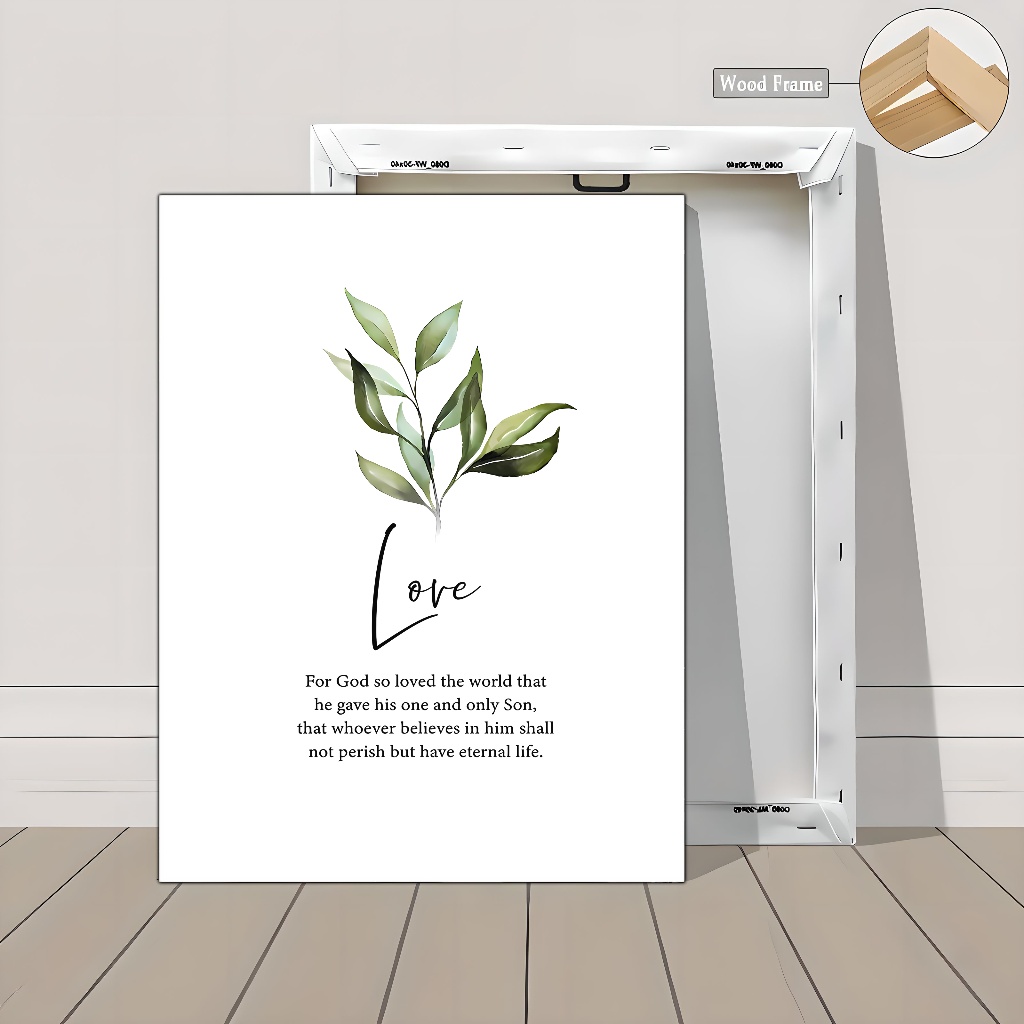 Wood Frame
Love
For God so loved the world that
he gave his one and only Son,
that whoever believes in him shall
not perish but have eternal life.